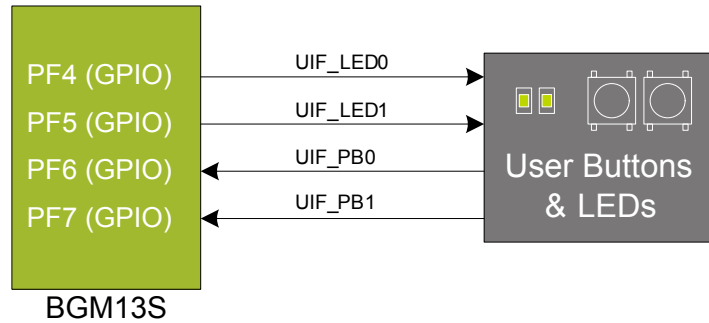 PF4 (GPIO)
PF5 (GPIO)
PF6 (GPIO)
PF7 (GPIO)
BGM13S
UIF_LED0
UIF_LED1
UIF_PB0
UIF_PB1
User Buttons
& LEDs